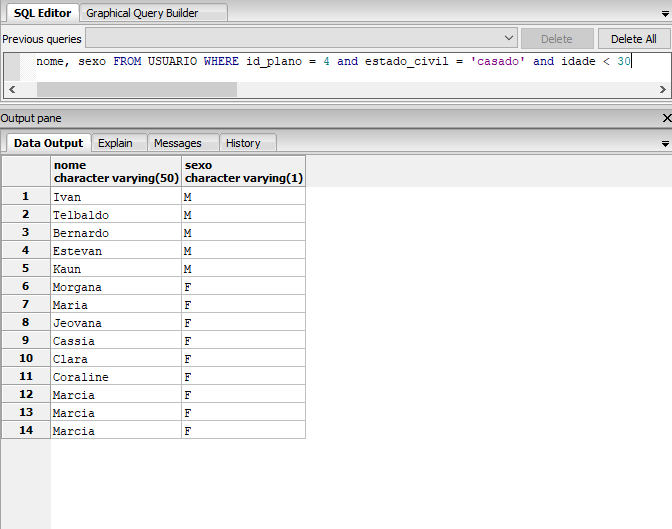 SQL Editor Graphical Query Builder
Previous queries Delete Delete All
nome, sexo FROM USUARIO WHERE id_plano = 4 and estado_civil = 'casado' and idade < 30
Output pane
Data Output Explain Messages History
nome sexo
character varying(50) character varying(1)
1 Ivan M
2 Telbaldo M
3 Bernardo M
4 Estevan M
5 Kaun M
6 Morgana F
7 Maria F
8 Jeovana F
9 Cassia F
10 Clara F
11 Coraline F
12 Marcia F
13 Marcia F
14 Marcia F